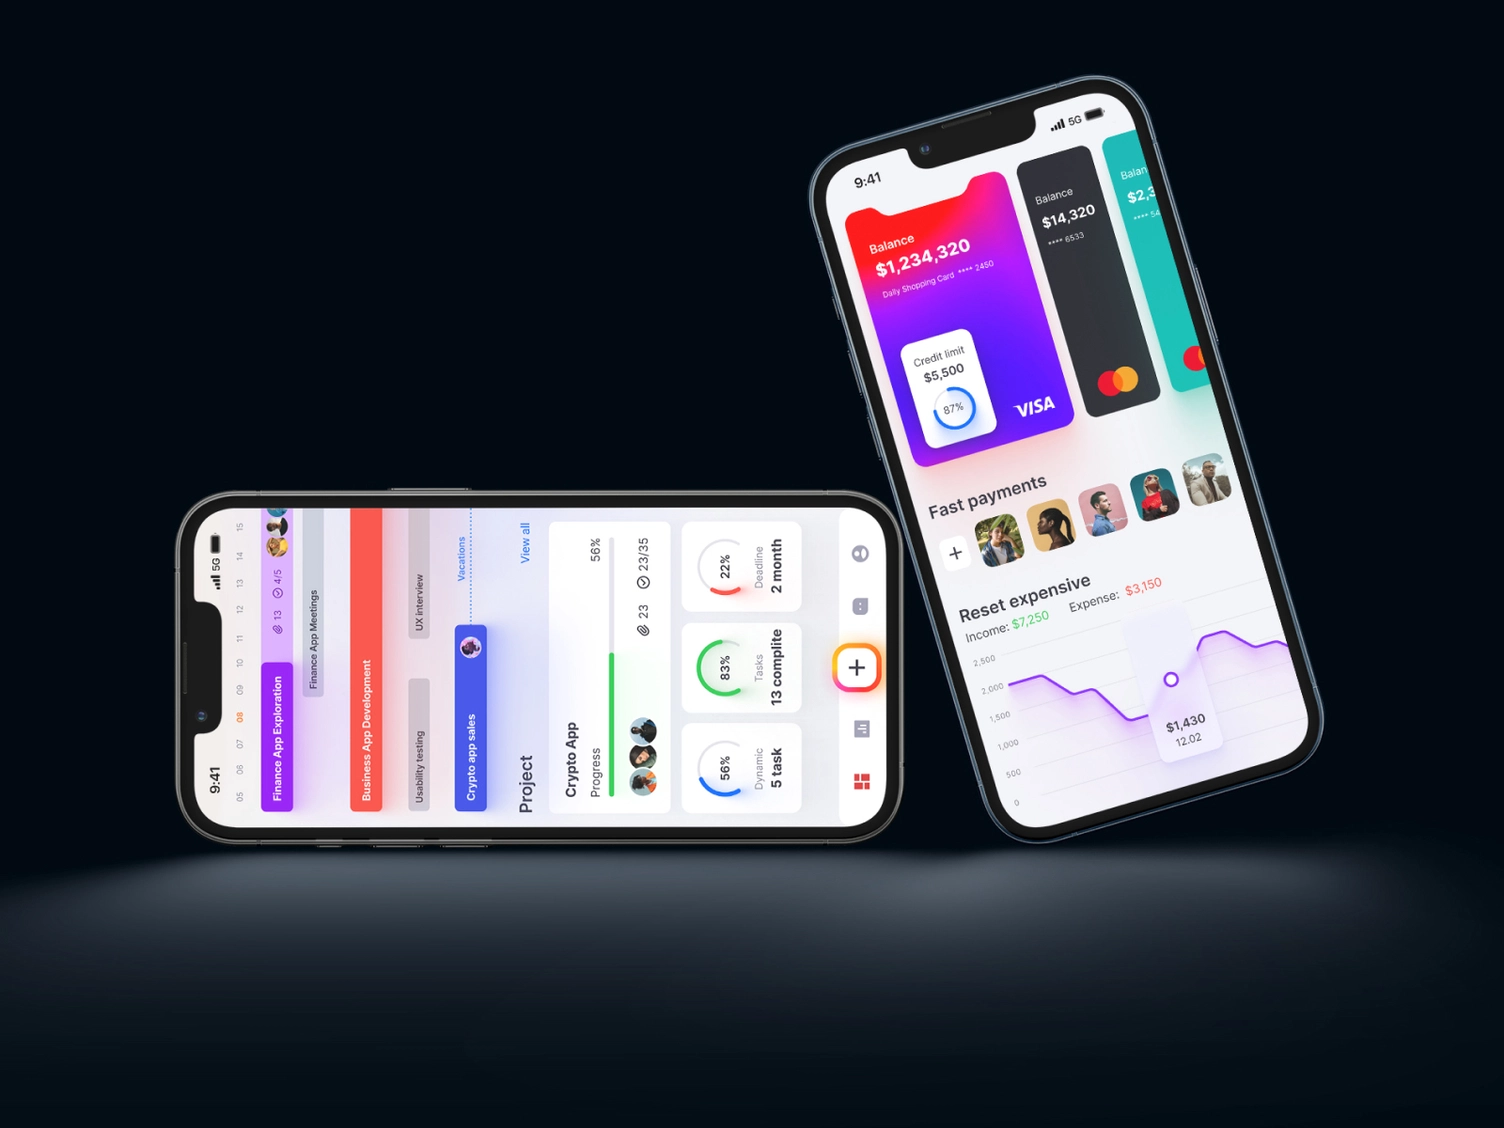 9:41
5G
05 06 07 08 09 10 11 12 13 14 15
Finance App Exploration
13 4/5
Finance App Meetings
Business App Development
Usability testing
UX interview
Crypto app sales
Vacations
Project
View all
Crypto App
Progress
56%
23 23/35
56%
Dynamic
5 task
83%
Tasks
13 complite
22%
Deadline
2 month
9:41
5G
Balance
$1,234,320
Daily Shopping Card **** 2450
Credit limit
$5,500
87%
VISA
Balance
$14,320
**** 6533
Balan
$2,3
**** 54
Fast payments
Reset expensive
Income: $7,250 Expense: $3,150
2,500
2,000
1,500
1,000
500
0
$1,430
12.02